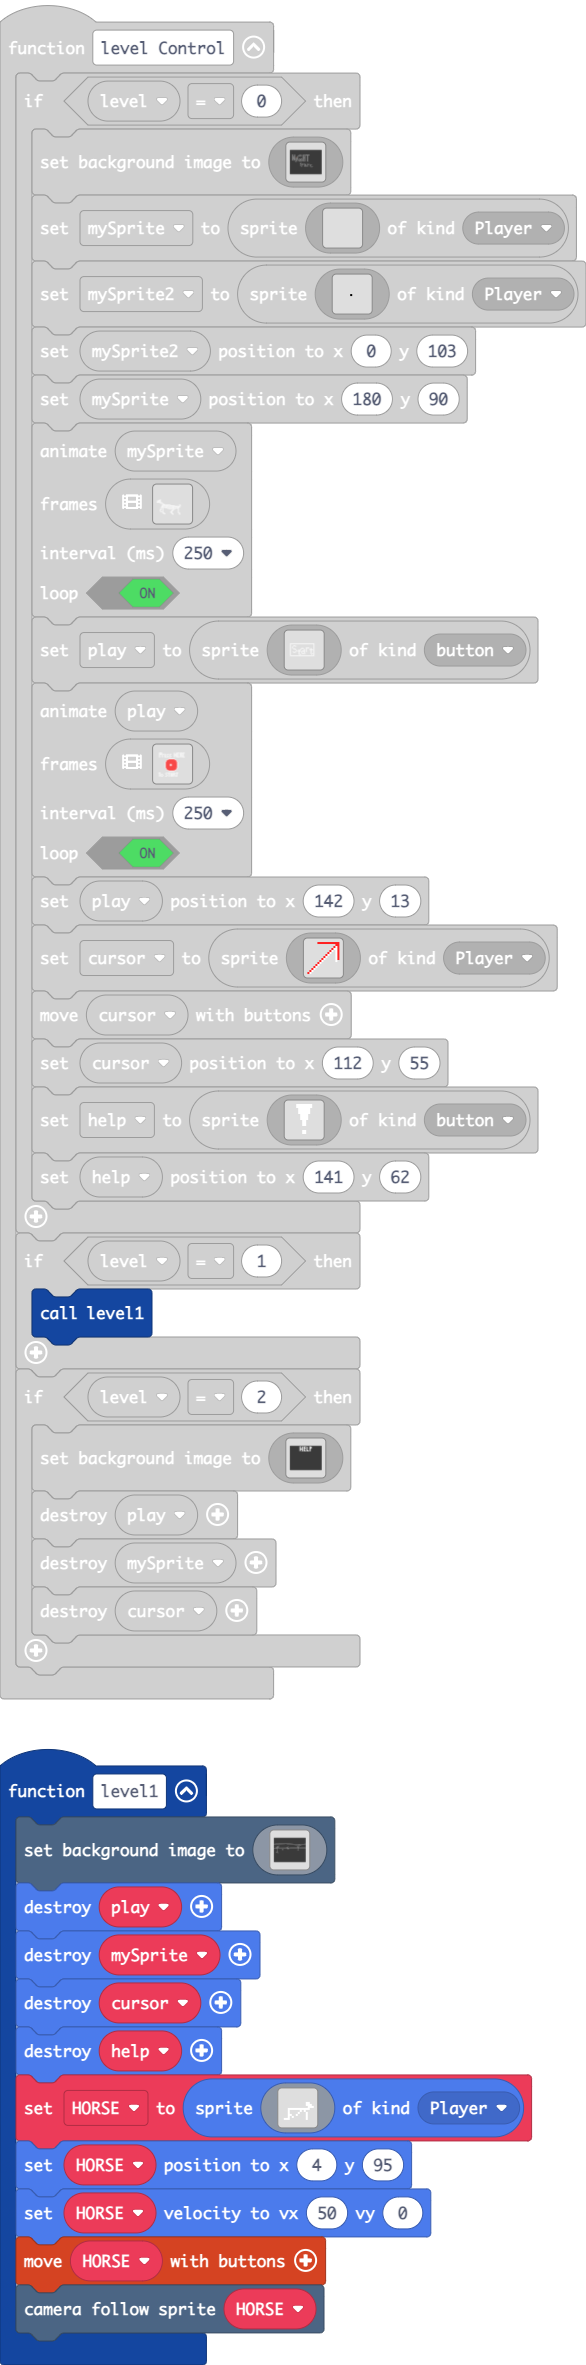 function level Control
if level = 0 then
set background image to
set mySprite to sprite of kind Player
set mySprite2 to sprite of kind Player
set mySprite2 position to x 0 y 103
set mySprite position to x 180 y 90
animate mySprite
frames
interval (ms) 250
loop ON
set play to sprite of kind button
animate play
frames
interval (ms) 250
loop ON
set play position to x 142 y 13
set cursor to sprite of kind Player
move cursor with buttons
set cursor position to x 112 y 55
set help to sprite of kind button
set help position to x 141 y 62
if level = 1 then
call level1
if level = 2 then
set background image to HELP
destroy play
destroy mySprite
destroy cursor
function level1
set background image to
destroy play
destroy mySprite
destroy cursor
destroy help
set HORSE to sprite of kind Player
set HORSE position to x 4 y 95
set HORSE velocity to vx 50 vy 0
move HORSE with buttons
camera follow sprite HORSE